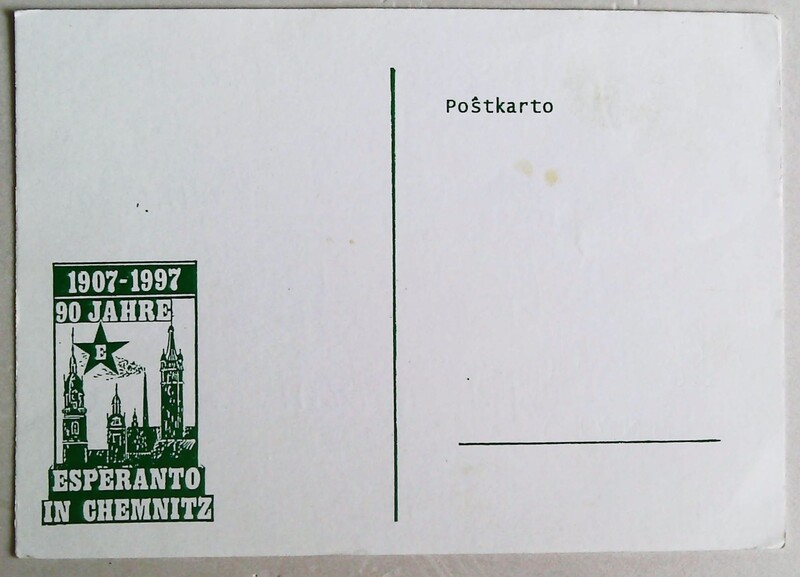 Poŝtkarto
1907-1997
90 JAHRE
E
ESPERANTO
IN CHEMNITZ